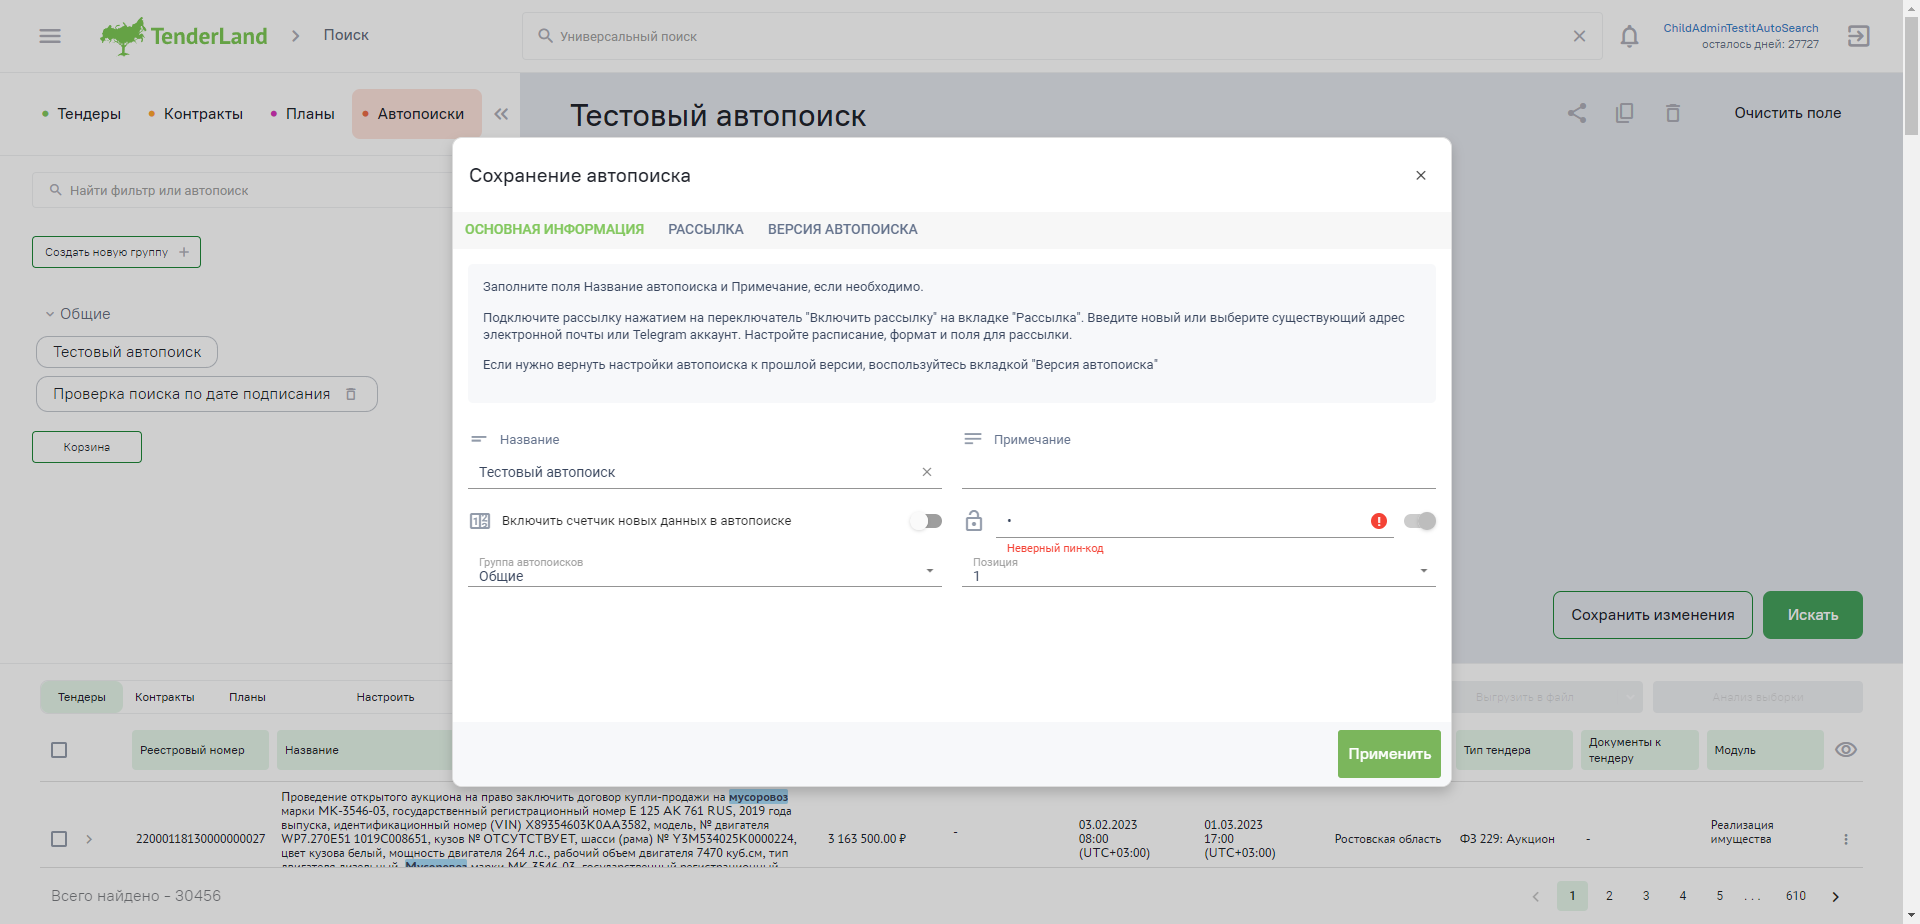 TenderLand
Поиск
Универсальный поиск
ChildAdminTestitAutoSearch
осталось дней: 27727
Тендеры
Контракты
Планы
Автопоиски
Тестовый автопоиск
Очистить поле
Найти фильтр или автопоиск
Создать новую группу
Общие
Тестовый автопоиск
Проверка поиска по дате подписания
Корзина
Сохранение автопоиска
ОСНОВНАЯ ИНФОРМАЦИЯ
РАССЫЛКА
ВЕРСИЯ АВТОПОИСКА
Заполните поля Название автопоиска и Примечание, если необходимо.
Подключите рассылку нажатием на переключатель "Включить рассылку" на вкладке "Рассылка". Введите новый или выберите существующий адрес
электронной почты или Telegram аккаунт. Настройте расписание, формат и поля для рассылки.
Если нужно вернуть настройки автопоиска к прошлой версии, воспользуйтесь вкладкой "Версия автопоиска"
Название
Примечание
Тестовый автопоиск
Включить счетчик новых данных в автопоиске
•
Неверный пин-код
Группа автопоисков
Общие
Позиция
1
Применить
Сохранить изменения
Искать
Тендеры
Контракты
Планы
Настроить
Выгрузить в файл
Анализ выборки
Реестровый номер
Название
Тип тендера
Документы к
тендеру
Модуль
22000118130000000027
Проведение открытого аукциона на право заключить договор купли-продажи на мусоровоз
марки МК-3546-03, государственный регистрационный номер Е 125 АК 761 RUS, 2019 года
выпуска, идентификационный номер (VIN) X89354603K0AA3582, модель, № двигателя
WP7.270E51 1019C008651, кузов № ОТСУТСТВУЕТ, шасси (рама) № Y3M534025K0000224,
цвет кузова белый, мощность двигателя 264 л.с., рабочий объем двигателя 7470 куб.см, тип
двигателя дизельный. Мусоровоз марки МК-3546-03, государственный регистрационный
3 163 500.00 ₽
-
03.02.2023
08:00
(UTC+03:00)
01.03.2023
17:00
(UTC+03:00)
Ростовская область
ФЗ 229: Аукцион
-
Реализация
имущества
Всего найдено - 30456
1 2 3 4 5 ... 610